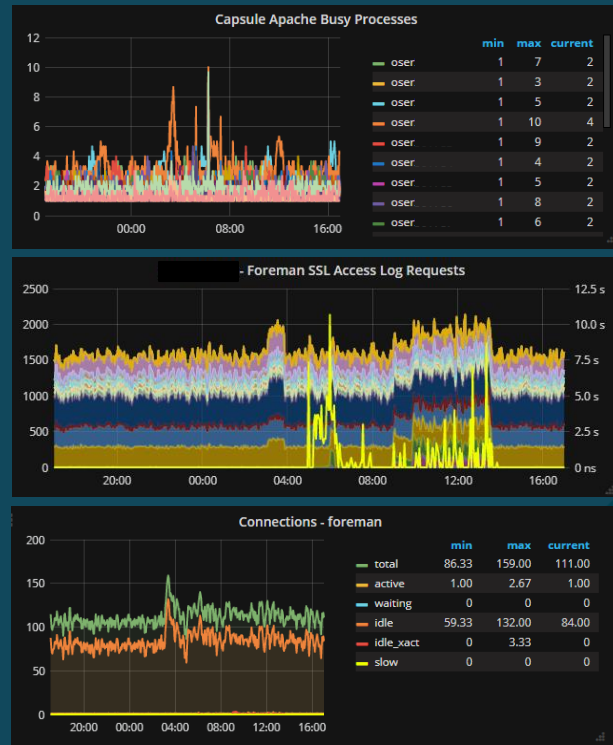 Capsule Apache Busy Processes
12
10
8
6
4
2
0
00:00 08:00 16:00
min max current
oser 1 7 2
oser 1 3 2
oser 1 5 2
oser 1 10 4
oser 1 9 2
oser 1 4 2
oser 1 5 2
oser 1 8 2
oser 1 6 2
- Foreman SSL Access Log Requests
2500 12.5 s
2000 10.0 s
1500 7.5 s
1000 5.0 s
500 2.5 s
0 0 ns
20:00 00:00 04:00 08:00 12:00 16:00
Connections - foreman
200
150
100
50
0
20:00 00:00 04:00 08:00 12:00 16:00
min max current
total 86.33 159.00 111.00
active 1.00 2.67 1.00
waiting 0 0 0
idle 59.33 132.00 84.00
idle_xact 0 3.33 0
slow 0 0 0